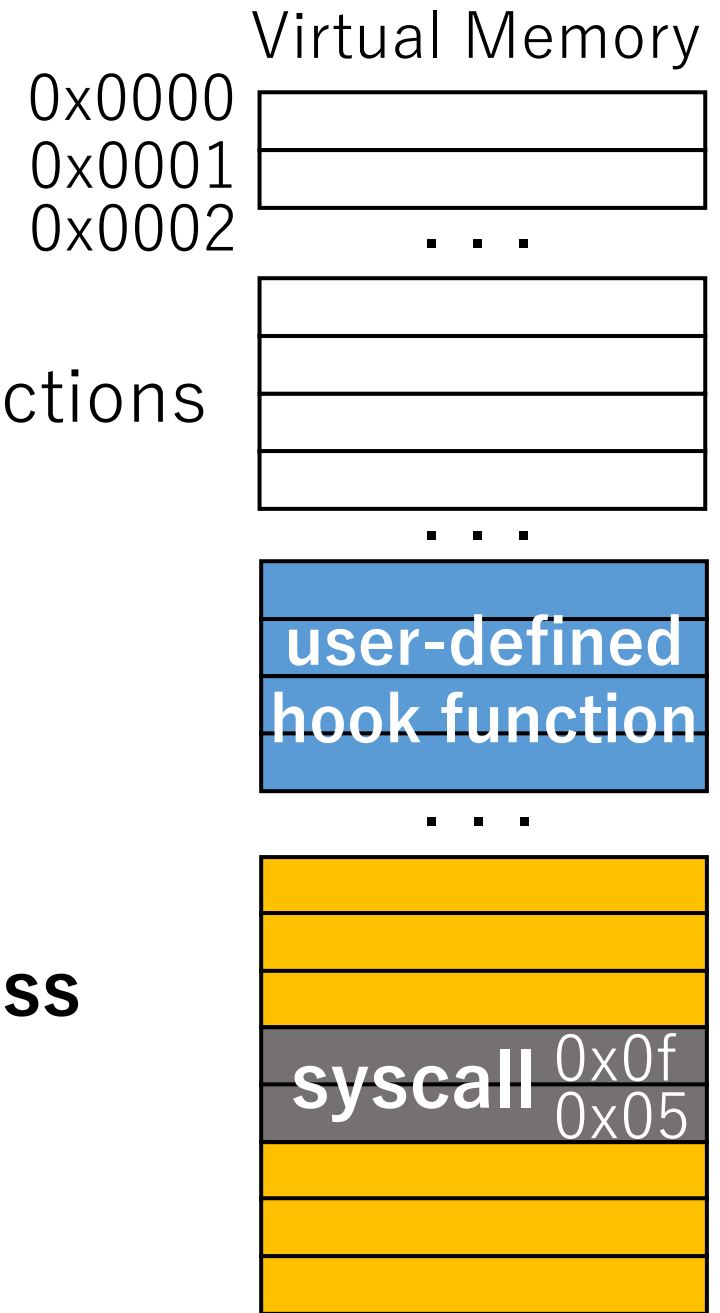 Virtual Memory
0x0000
0x0001
0x0002
. . .
ctions
. . .
user-defined
hook function
. . .
ss
syscall 0x0f
0x05